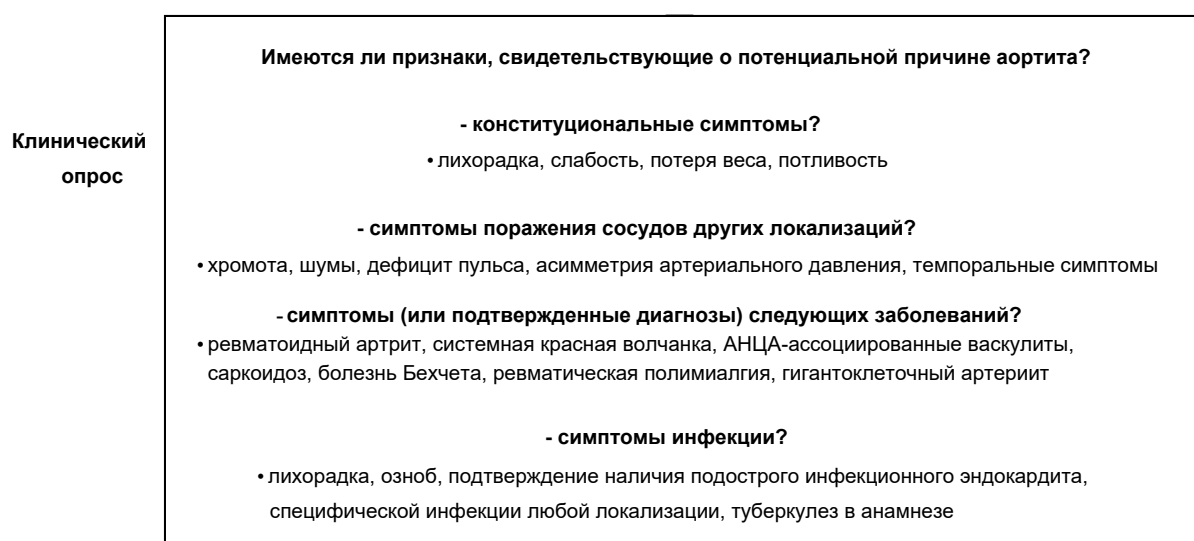 Имеются ли признаки, свидетельствующие о потенциальной причине аортита?
Клинический
опрос
- конституциональные симптомы?
• лихорадка, слабость, потеря веса, потливость
- симптомы поражения сосудов других локализаций?
• хромота, шумы, дефицит пульса, асимметрия артериального давления, темпоральные симптомы
- симптомы (или подтвержденные диагнозы) следующих заболеваний?
• ревматоидный артрит, системная красная волчанка, АНЦА-ассоциированные васкулиты,
саркоидоз, болезнь Бехчета, ревматическая полимиалгия, гигантоклеточный артериит
- симптомы инфекции?
• лихорадка, озноб, подтверждение наличия подострого инфекционного эндокардита,
специфической инфекции любой локализации, туберкулез в анамнезе